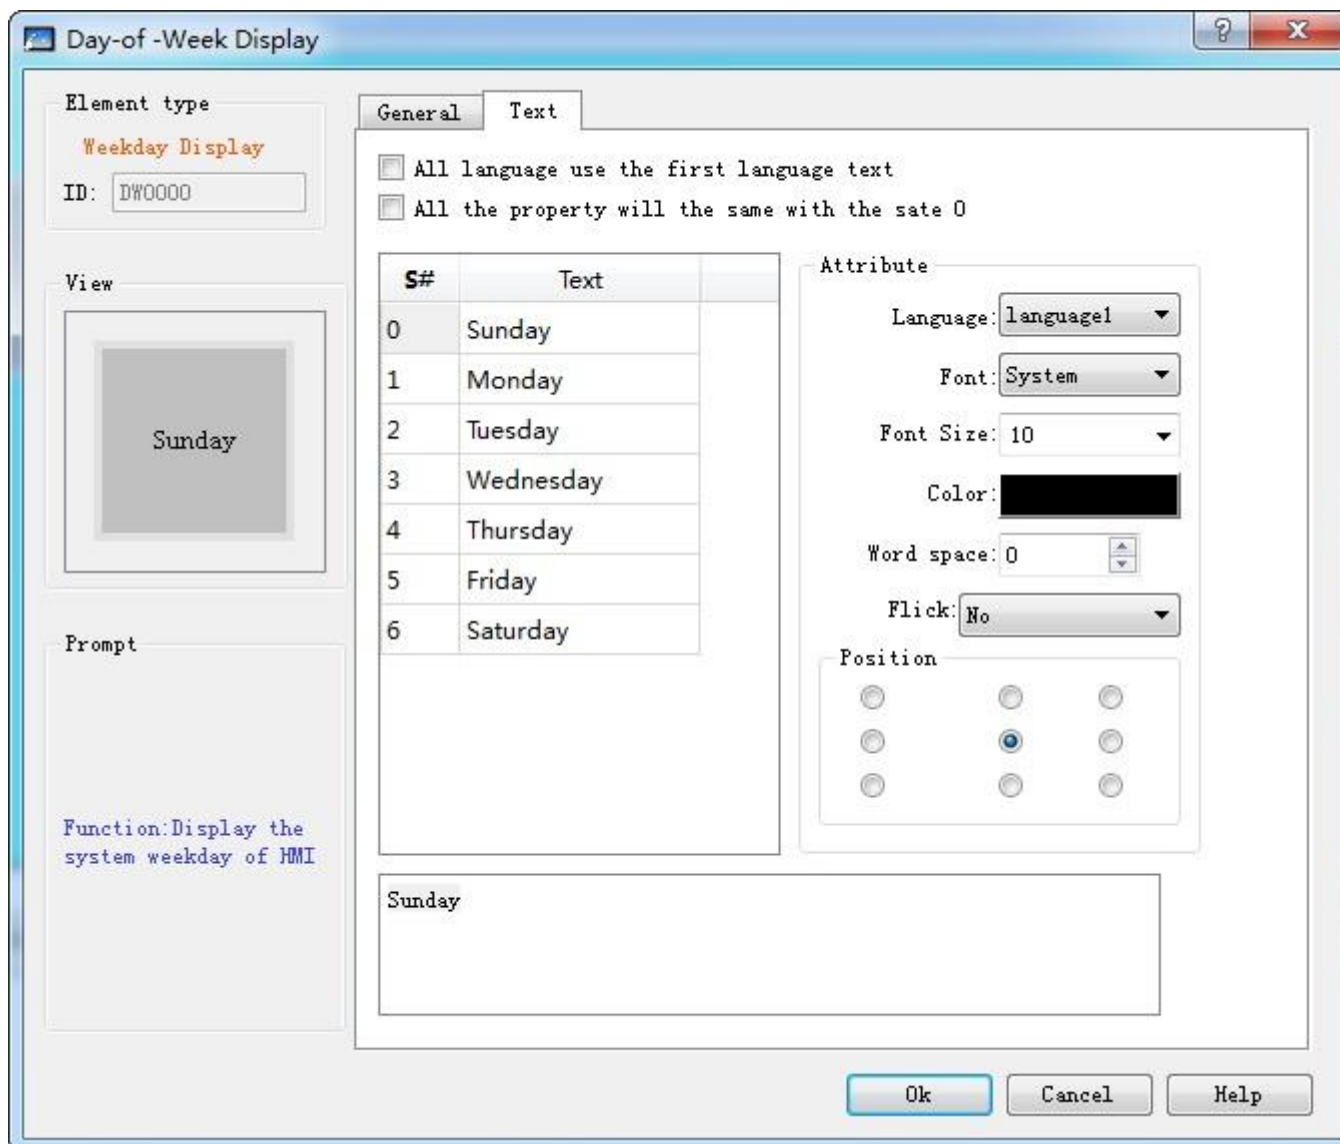 Day-of -Week Display
Element type
Weekday Display
ID: DW0000
View
Sunday
Prompt
Function:Display the
system weekday of HMI
General Text
All language use the first language text
All the property will the same with the sate 0
S# Text
0 Sunday
1 Monday
2 Tuesday
3 Wednesday
4 Thursday
5 Friday
6 Saturday
Attribute
Language: language1
Font: System
Font Size: 10
Color:
Word space: 0
Flick: No
Position
Sunday
Ok Cancel Help